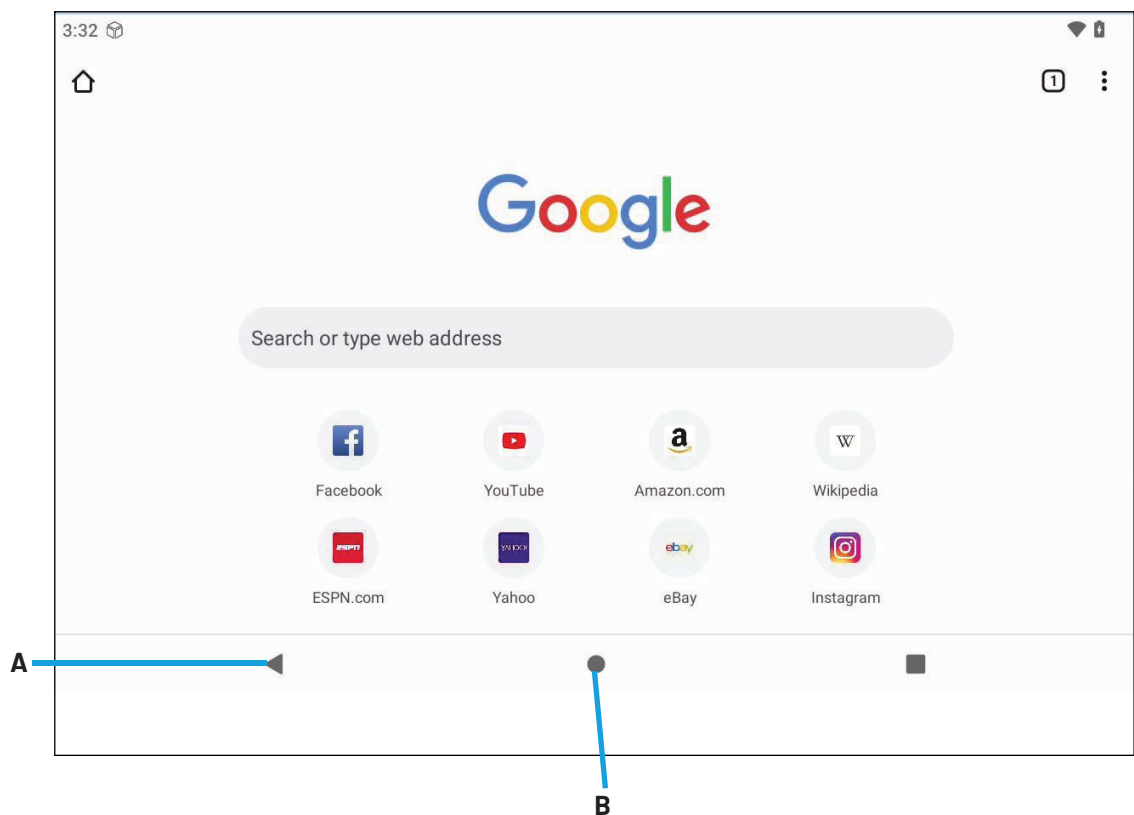 3:32
1
Google
Search or type web address
Facebook YouTube Amazon.com Wikipedia
ESPN.com Yahoo eBay Instagram
A
B